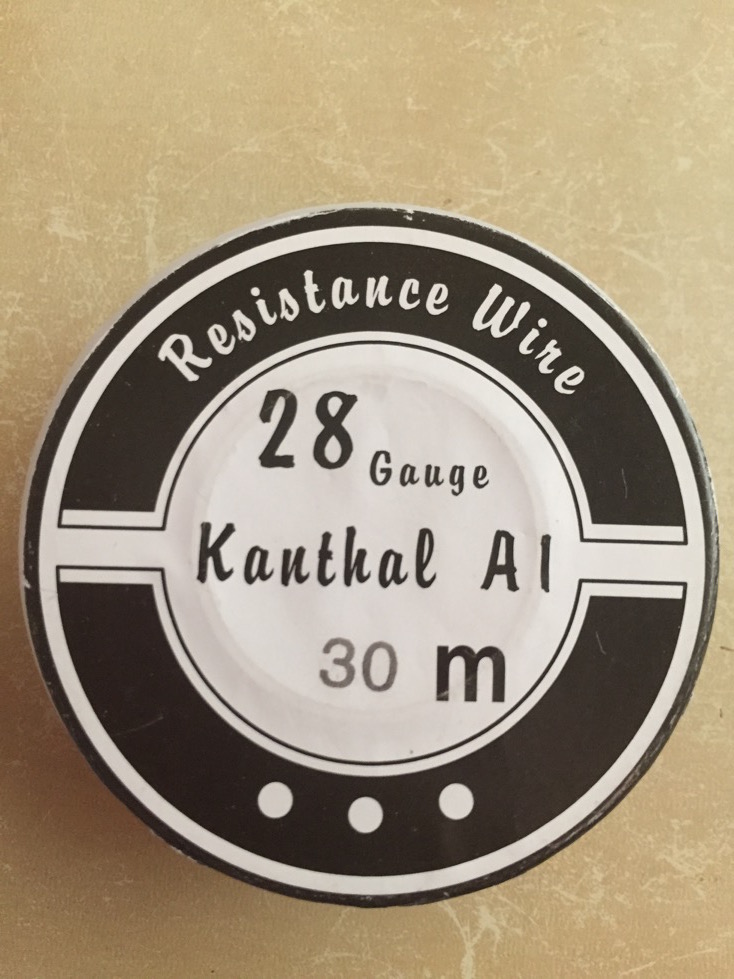 Resistance Wire
28 Gauge
Kanthal A1
30 m